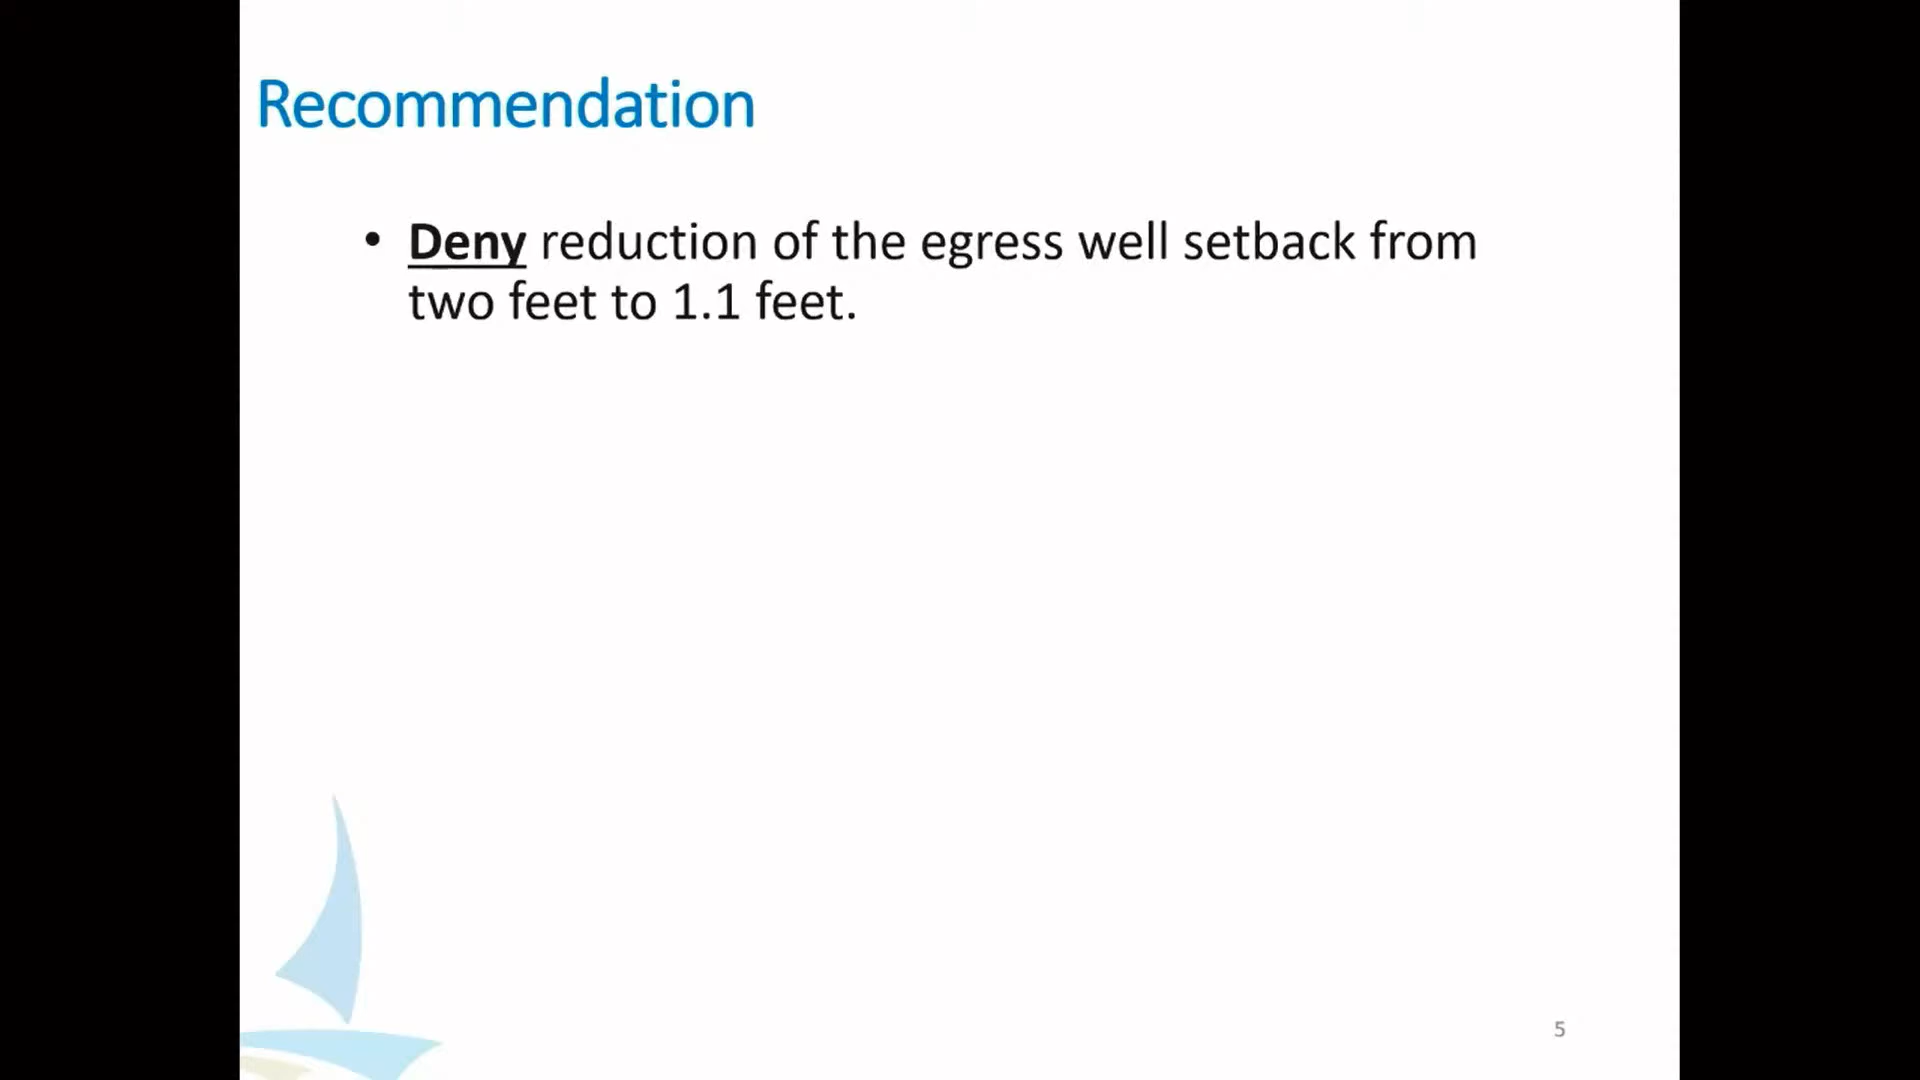 Recommendation
• Deny reduction of the egress well setback from
two feet to 1.1 feet.
5